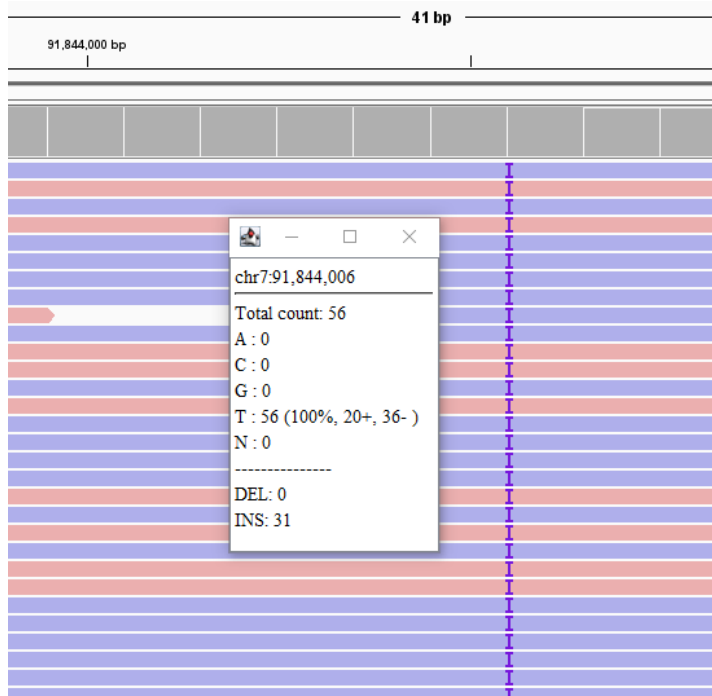 41 bp
91,844,000 bp
chr7:91,844,006
Total count: 56
A : 0
C : 0
G : 0
T : 56 (100%, 20+, 36- )
N : 0
---------------
DEL: 0
INS: 31